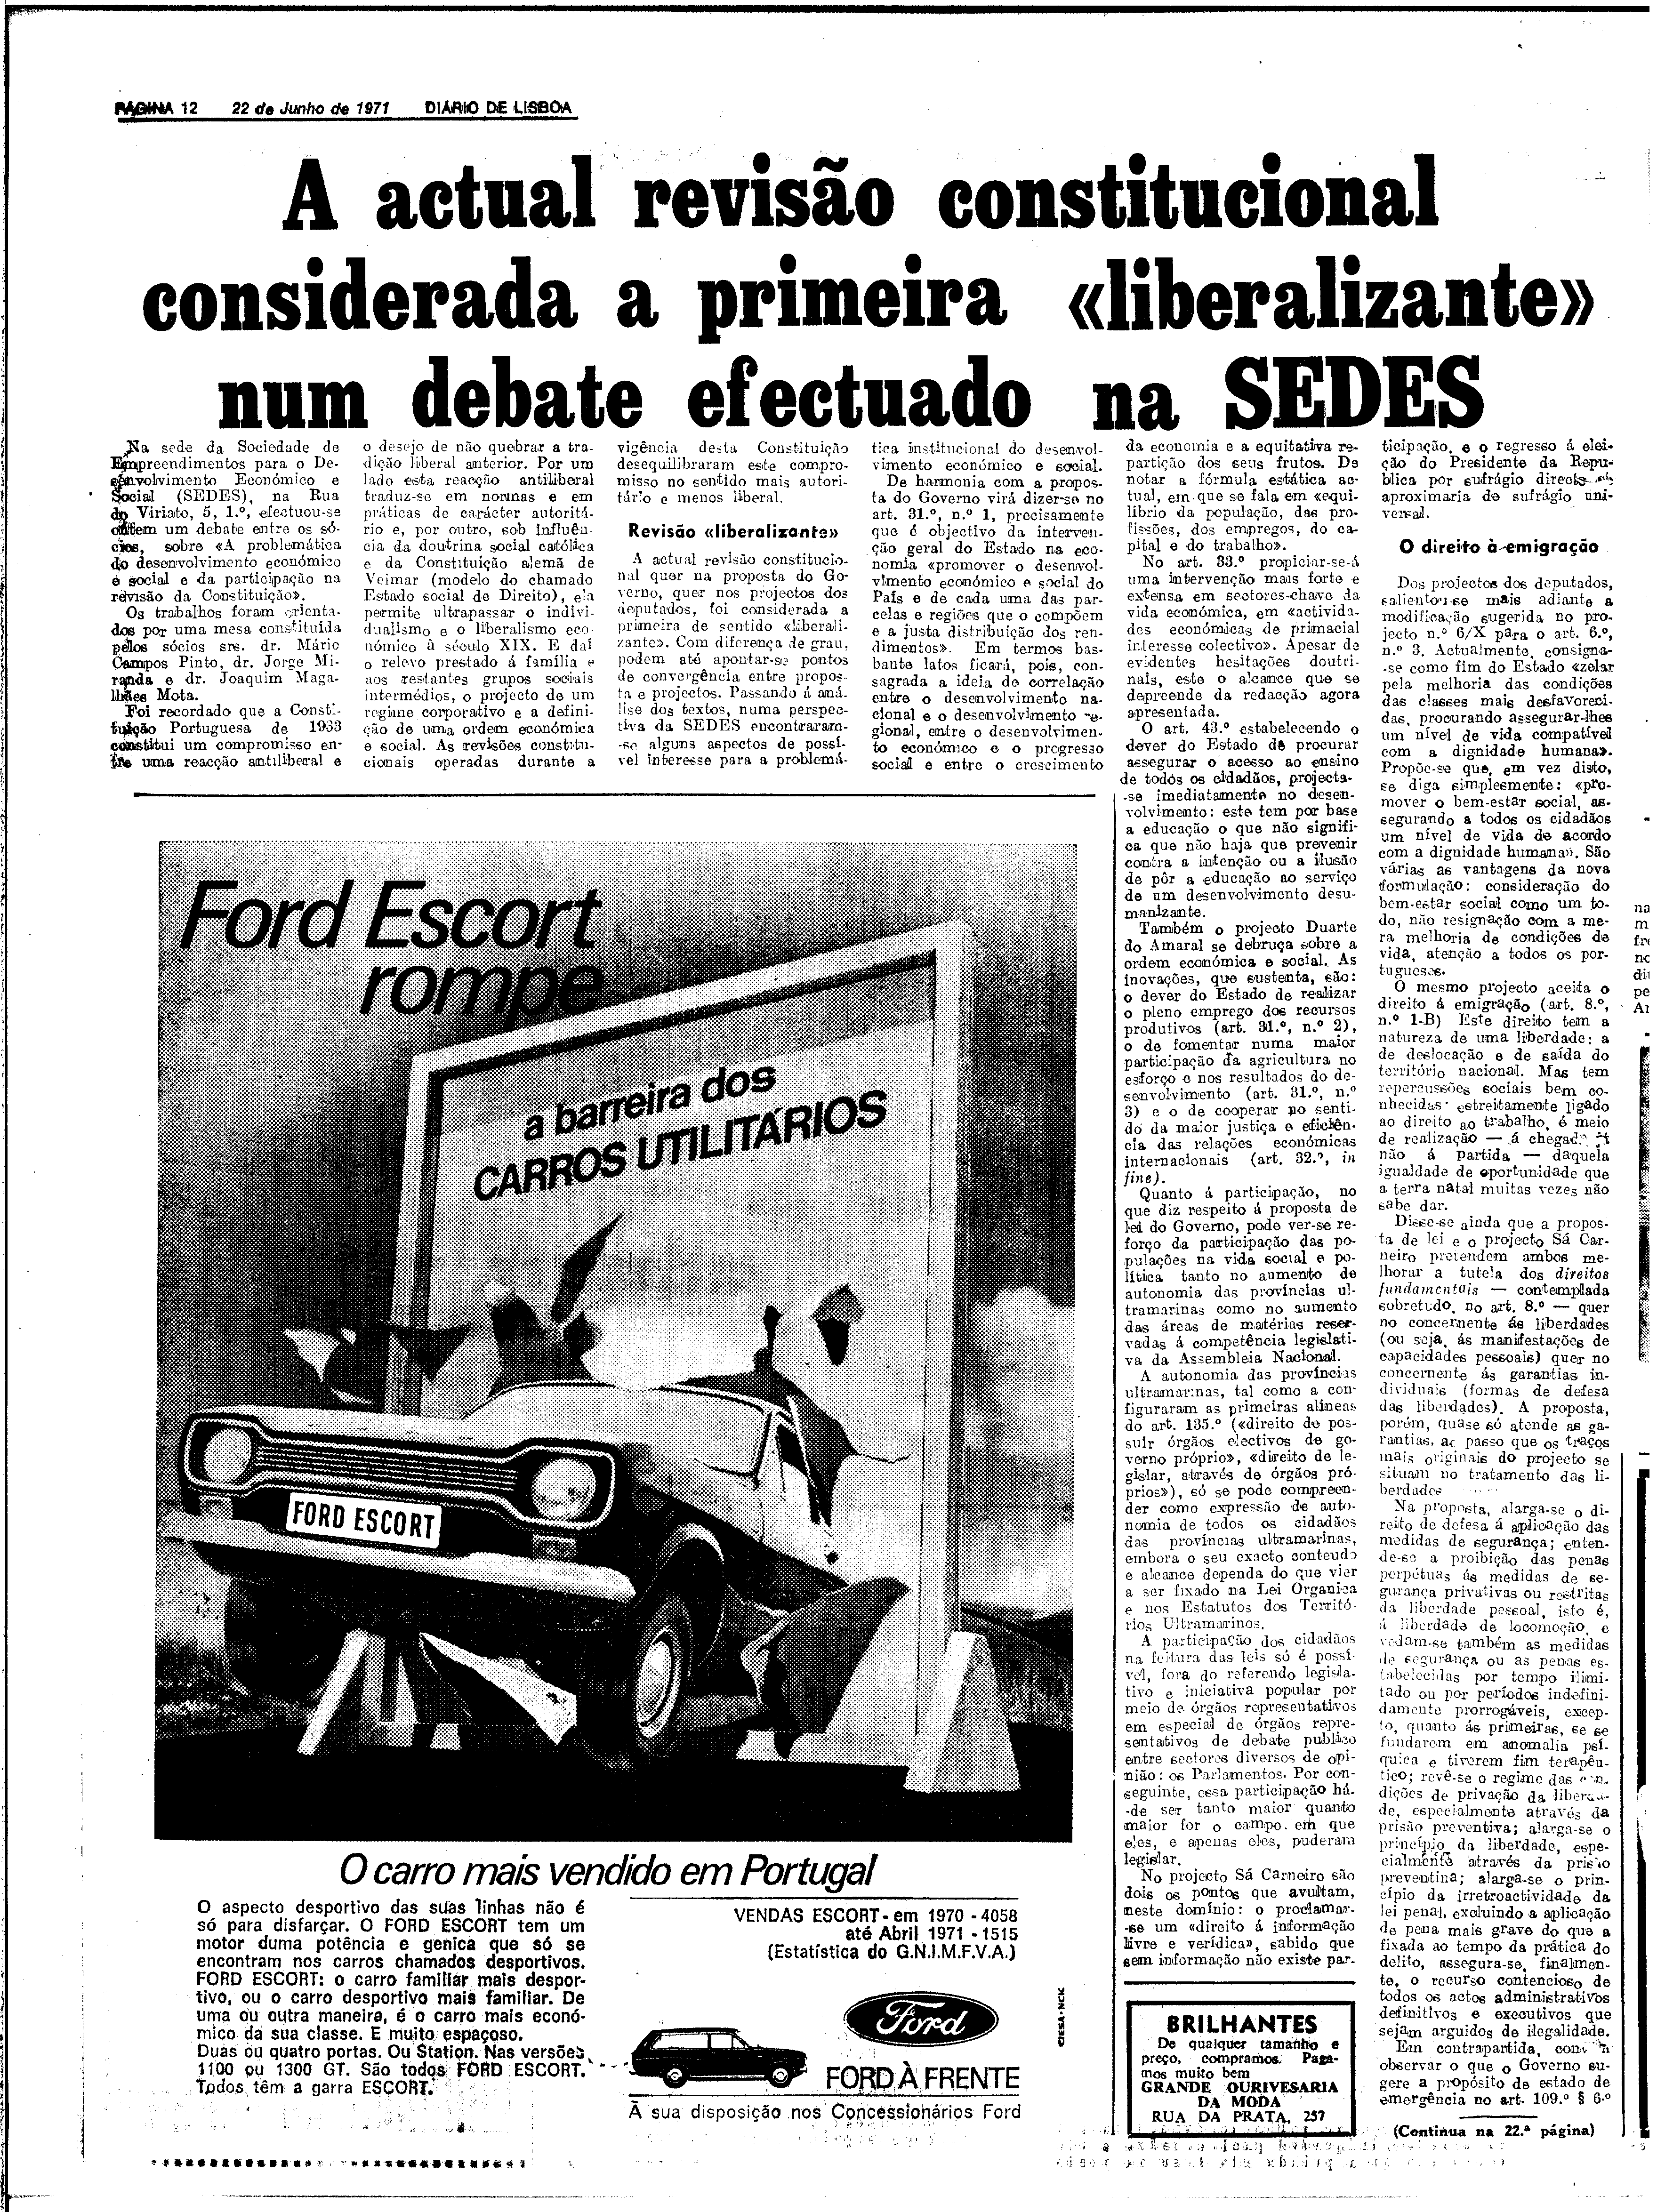 PÁGINA 12 22 de Junho de 1971 DIÁRIO DE LISBOA
A actual revisão constitucional
considerada a primeira «liberalizante»
num debate efectuado na SEDES
Na sede da Sociedade de
Empreendimentos para o De-
senvolvimento Económico e
Social (SEDES), na Rua
do Viriato, 5, 1.º, efectuou-se
ontem um debate entre os só-
cios, sobre «A problemática
do desenvolvimento económico
e social e da participação na
revisão da Constituição».
Os trabalhos foram orienta-
dos por uma mesa constituída
pelos sócios srs. dr. Mário
Campos Pinto, dr. Jorge Mi-
randa e dr. Joaquim Maga-
lhães Mota.
Foi recordado que a Consti-
tuição Portuguesa de 1933
constitui um compromisso en-
tre uma reacção antiliberal e
o desejo de não quebrar a tra-
dição liberal anterior. Por um
lado esta reacção antiliberal
traduz-se em normas e em
práticas de carácter autoritá-
rio e, por outro, sob influên-
cia da doutrina social católica
e da Constituição alemã de
Veimar (modelo do chamado
Estado social de Direito), ela
permite ultrapassar o indivi-
dualismo e o liberalismo eco-
nómico à século XIX. E daí
o relevo prestado á família e
aos restantes grupos sociais
intermédios, o projecto de um
regime corporativo e a defini-
ção de uma ordem económica
e social. As revisões constitu-
cionais operadas durante a
vigência desta Constituição
desequilibraram este compro-
misso no sentido mais autori-
tário e menos liberal.
Revisão «liberalizante»
A actual revisão constitucio-
nal quer na proposta do Go-
verno, quer nos projectos dos
deputados, foi considerada a
primeira de sentido «liberali-
zante». Com diferença de grau,
podem até apontar-se pontos
de convergência entre propos-
ta e projectos. Passando á aná-
lise dos textos, numa perspec-
tiva da SEDES encontraram-
-se alguns aspectos de possí-
vel interesse para a problemá-
tica institucional do desenvol-
vimento económico e social.
De harmonia com a propos-
ta do Governo virá dizer-se no
art. 31.º, n.º 1, precisamente
que é objectivo da interven-
ção geral do Estado na eco-
nomia «promover o desenvol-
vimento económico e social do
País e de cada uma das par-
celas e regiões que o compõem
e a justa distribuição dos ren-
dimentos». Em termos bas-
bante latos ficará, pois, con-
sagrada a ideia de correlação
entre o desenvolvimento na-
cional e o desenvolvimento re-
gional, entre o desenvolvimen-
to económico e o progresso
social e entre o crescimento
da economia e a equitativa re-
partição dos seus frutos. De
notar a fórmula estática ac-
tual, em que se fala em «equi-
líbrio da população, das pro-
fissões, dos empregos, do ca-
pital e do trabalho».
No art. 33.º propiciar-se-á
uma intervenção mais forte e
extensa em sectores-chave da
vida económica, em «activida-
des económicas de primacial
interesse colectivo». Apesar de
evidentes hesitações doutri-
nais, este o alcance que se
depreende da redacção agora
apresentada.
O art. 43.º estabelecendo o
dever do Estado de procurar
assegurar o acesso ao ensino
de todos os cidadãos, projecta-
-se imediatamente no desen-
volvimento: este tem por base
a educação o que não signifi-
ca que não haja que prevenir
contra a intenção ou a ilusão
de pôr a educação ao serviço
de um desenvolvimento desu-
manizante.
Também o projecto Duarte
do Amaral se debruça sobre a
ordem económica e social. As
inovações, que sustenta, são:
o dever do Estado de realizar
o pleno emprego dos recursos
produtivos (art. 31.º, n.º 2),
o de fomentar numa maior
participação da agricultura no
esforço e nos resultados do de-
senvolvimento (art. 31.º, n.º
3) e o de cooperar no senti-
do da maior justiça e eficiên-
cia das relações económicas
internacionais (art. 32.º, in
fine).
Quanto á participação, no
que diz respeito á proposta de
lei do Governo, pode ver-se re-
forço da participação das po-
pulações na vida social e po-
lítica tanto no aumento de
autonomia das províncias ul-
tramarinas como no aumento
das áreas de matérias reser-
vadas á competência legislati-
va da Assembleia Nacional.
A autonomia das províncias
ultramarinas, tal como a con-
figuraram as primeiras alíneas
do art. 135.º («direito de pos-
suir órgãos electivos de go-
verno próprio», «direito de le-
gislar, através de órgãos pró-
prios»), só se pode compreen-
der como expressão de auto-
nomia de todos os cidadãos
das províncias ultramarinas,
embora o seu exacto conteudo
e alcance dependa do que vier
a ser fixado na Lei Organica
e nos Estatutos dos Territó-
rios Ultramarinos.
A participação dos cidadãos
na feitura das leis só é possí-
vel, fora do referendo legisla-
tivo e iniciativa popular por
meio de órgãos representativos
em especial de órgãos repre-
sentativos de debate publico
entre sectores diversos de opi-
nião: os Parlamentos. Por con-
seguinte, essa participação há-
-de ser tanto maior quanto
maior for o campo. em que
eles, e apenas eles, puderam
legislar.
No projecto Sá Carneiro são
dois os pontos que avultam,
neste domínio: o proclamar-
-se um «direito á informação
livre e verídica», sabido que
sem informação não existe par-
ticipação, e o regresso á elei-
ção do Presidente da Repu-
blica por sufrágio directo
aproximaria de sufrágio uni-
versal.
O direito à emigração
Dos projectos dos deputados,
salientou-se mais adiante a
modificação sugerida no pro-
jecto n.º 6/X para o art. 6.º,
n.º 3. Actualmente, consigna-
-se como fim do Estado «zelar
pela melhoria das condições
das classes mais desfavoreci-
das, procurando assegurar-lhes
um nível de vida compatível
com a dignidade humana».
Propõe-se que, em vez disto,
se diga simplesmente: «pro-
mover o bem-estar social, as-
segurando a todos os cidadãos
um nível de vida de acordo
com a dignidade humana». São
várias as vantagens da nova
formulação: consideração do
bem-estar social como um to-
do, não resignação com a me-
ra melhoria de condições de
vida, atenção a todos os por-
tugueses.
O mesmo projecto aceita o
direito á emigração (art. 8.º,
n.º 1-B) Este direito tem a
natureza de uma liberdade: a
de deslocação e de saída do
território nacional. Mas tem
repercussões sociais bem co-
nhecidas: estreitamente ligado
ao direito ao trabalho, é meio
de realização — á chegada
não á partida — daquela
igualdade de oportunidade que
a terra natal muitas vezes não
sabe dar.
Disse-se ainda que a propos-
ta de lei e o projecto Sá Car-
neiro pretendem ambos me-
lhorar a tutela dos direitos
fundamentais — contemplada
sobretudo, no art. 8.º — quer
no concernente ás liberdades
(ou seja, ás manifestações de
capacidades pessoais) quer no
concernente ás garantias in-
dividuais (formas de defesa
das liberdades). A proposta,
porém, quase só atende as ga-
rantias, ao passo que os traços
mais originais do projecto se
situam no tratamento das li-
berdades
Na proposta, alarga-se o di-
reito de defesa á aplicação das
medidas de segurança; enten-
de-se a proibição das penas
perpétuas ás medidas de se-
gurança privativas ou restritas
da liberdade pessoal, isto é,
á liberdade de locomoção, e
vedam-se também as medidas
de segurança ou as penas es-
tabelecidas por tempo ilimi-
tado ou por períodos indefini-
damente prorrogáveis, excep-
to, quanto ás primeiras, se se
fundarem em anomalia psí-
quica e tiverem fim terapêu-
tico; revê-se o regime das con-
dições de privação da liberda-
de, especialmente através da
prisão preventiva; alarga-se o
princípio da liberdade, espe-
cialmente através da prisão
preventina; alarga-se o prin-
cípio da irretroactividade da
lei penal, excluindo a aplicação
de pena mais grave do que a
fixada ao tempo da prática do
delito, assegura-se, finalmen-
te, o recurso contencioso de
todos os actos administrativos
definitivos e executivos que
sejam arguidos de ilegalidade.
Em contrapartida,
observar o que o Governo su-
gere a propósito de estado de
emergência no art. 109.º § 6.º
(Continua na 22.ª página)
Ford Escort
rompe
a barreira dos
CARROS UTILITÁRIOS
FORD ESCORT
O carro mais vendido em Portugal
O aspecto desportivo das suas linhas não é
só para disfarçar. O FORD ESCORT tem um
motor duma potência e genica que só se
encontram nos carros chamados desportivos.
FORD ESCORT: o carro familiar mais despor-
tivo, ou o carro desportivo mais familiar. De
uma ou outra maneira, é o carro mais econó-
mico da sua classe. E muito espaçoso.
Duas ou quatro portas. Ou Station. Nas versões
1100 ou 1300 GT. São todos FORD ESCORT.
Todos têm a garra ESCORT.
VENDAS ESCORT - em 1970 - 4058
até Abril 1971 - 1515
(Estatística do G.N.I.M.F.V.A.)
CIESA-NCK
Ford
FORD À FRENTE
À sua disposição nos Concessionários Ford
BRILHANTES
De qualquer tamanho e
preço, compramos. Paga-
mos muito bem
GRANDE OURIVESARIA
DA MODA
RUA DA PRATA, 257